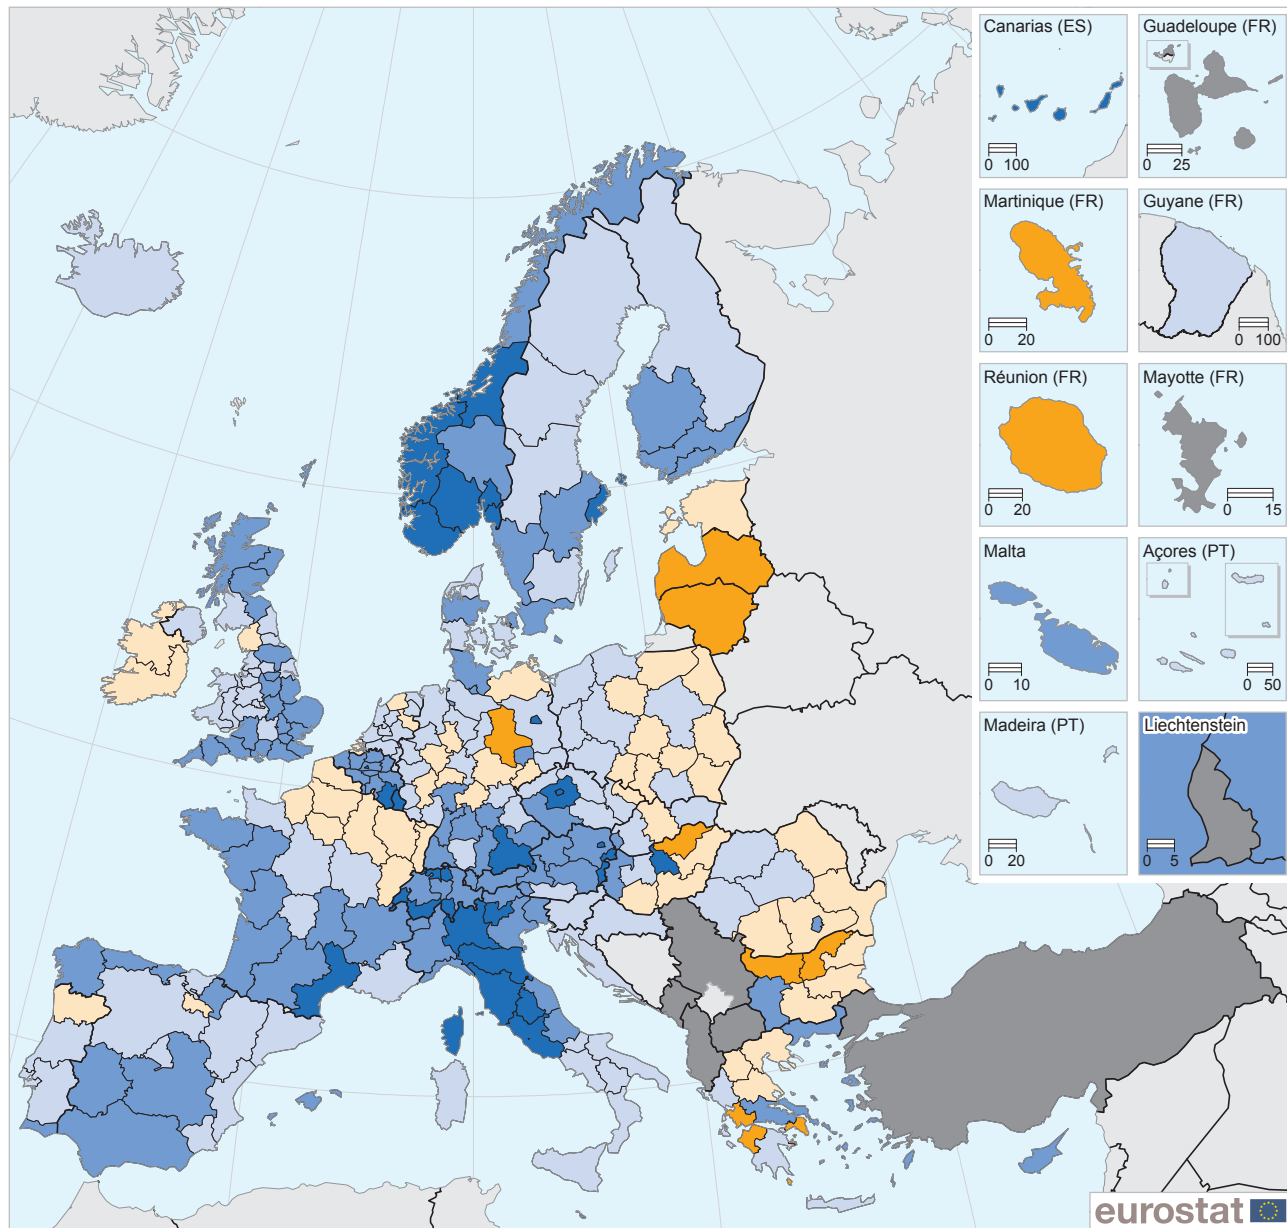 Canarias (ES)
0 100
Guadeloupe (FR)
0 25
Martinique (FR)
0 20
Guyane (FR)
0 100
Réunion (FR)
0 20
Mayotte (FR)
0 15
Malta
0 10
Açores (PT)
0 50
Madeira (PT)
0 20
Liechtenstein
0 5
eurostat